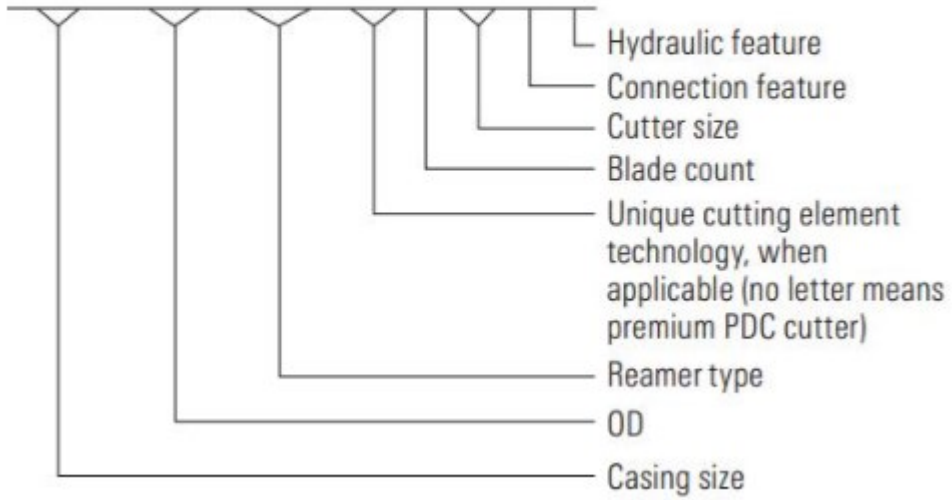 Hydraulic feature
Connection feature
Cutter size
Blade count
Unique cutting element
technology, when
applicable (no letter means
premium PDC cutter)
Reamer type
OD
Casing size